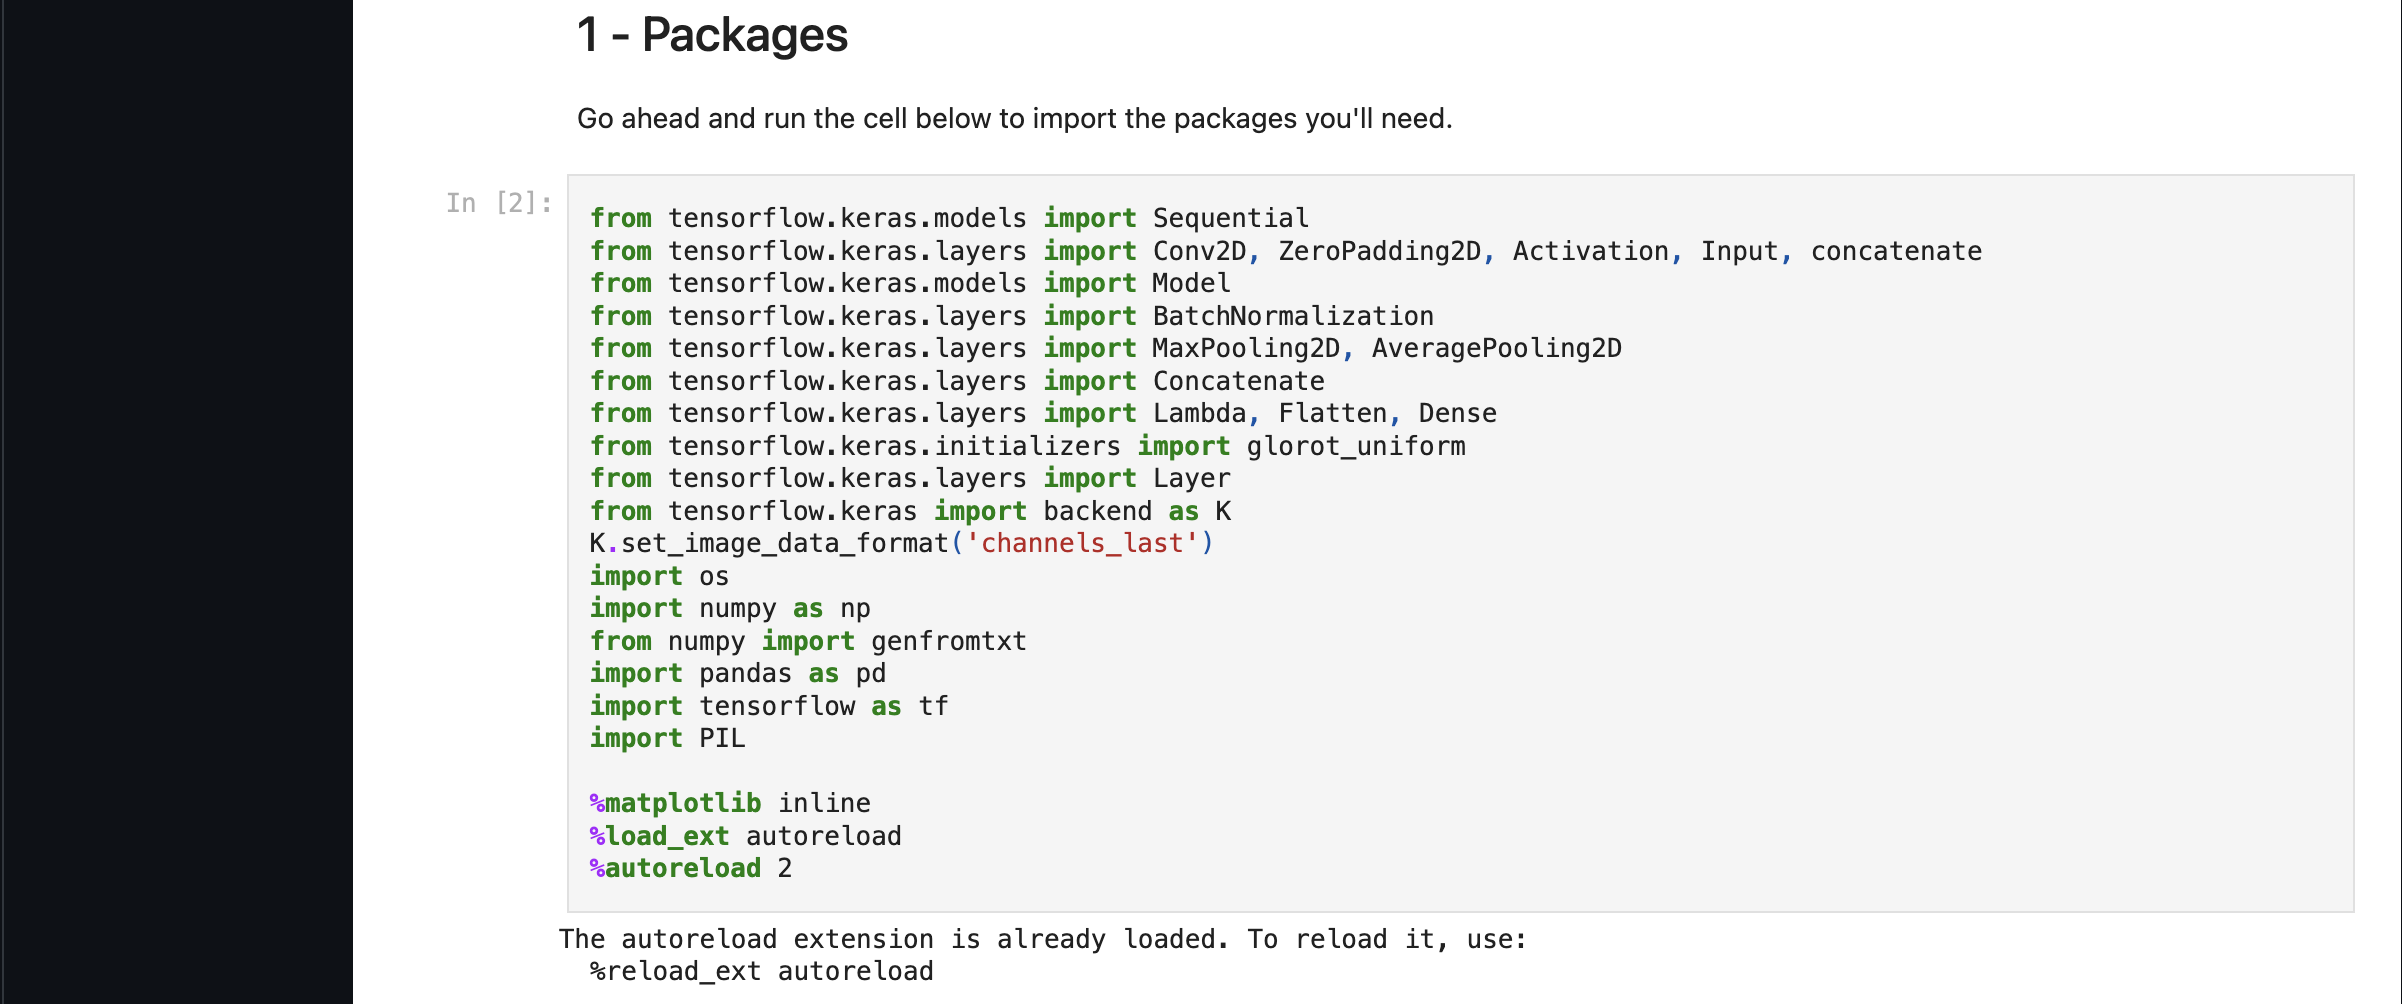 1 - Packages
Go ahead and run the cell below to import the packages you'll need.
In [2]:
from tensorflow.keras.models import Sequential
from tensorflow.keras.layers import Conv2D, ZeroPadding2D, Activation, Input, concatenate
from tensorflow.keras.models import Model
from tensorflow.keras.layers import BatchNormalization
from tensorflow.keras.layers import MaxPooling2D, AveragePooling2D
from tensorflow.keras.layers import Concatenate
from tensorflow.keras.layers import Lambda, Flatten, Dense
from tensorflow.keras.initializers import glorot_uniform
from tensorflow.keras.layers import Layer
from tensorflow.keras import backend as K
K.set_image_data_format('channels_last')
import os
import numpy as np
from numpy import genfromtxt
import pandas as pd
import tensorflow as tf
import PIL
%matplotlib inline
%load_ext autoreload
%autoreload 2
The autoreload extension is already loaded. To reload it, use:
  %reload_ext autoreload